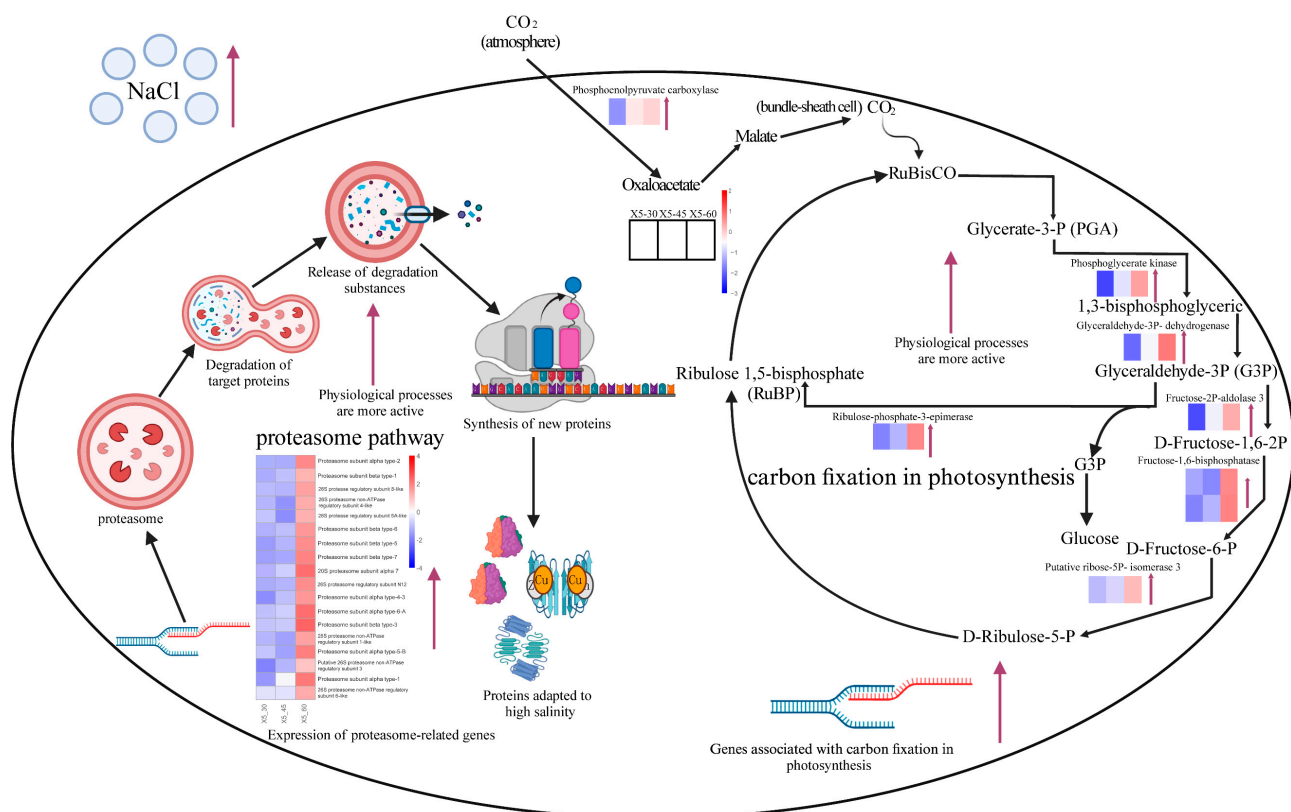 NaCl
CO2
(atmosphere)
Phosphoenolpyruvate carboxylase
(bundle-sheath cell)
CO2
Malate
Oxaloacetate
RuBisCO
X5-30 X5-45 X5-60
2
1
0
−1
−2
−3
Glycerate-3-P (PGA)
Phosphoglycerate kinase
1,3-bisphosphoglyceric
Glyceraldehyde-3P- dehydrogenase
Glyceraldehyde-3P (G3P)
Physiological processes
are more active
Ribulose 1,5-bisphosphate
(RuBP)
Ribulose-phosphate-3-epimerase
Fructose-2P-aldolase 3
D-Fructose-1,6-2P
Fructose-1,6-bisphosphatase
G3P
carbon fixation in photosynthesis
Glucose
D-Fructose-6-P
Putative ribose-5P- isomerase 3
D-Ribulose-5-P
Genes associated with carbon fixation in
photosynthesis
Release of degradation
substances
Degradation of
target proteins
Physiological processes
are more active
Synthesis of new proteins
proteasome
proteasome pathway
Proteasome subunit alpha type-2
Proteasome subunit beta type-1
26S protease regulatory subunit 8-like
26S proteasome non-ATPase
regulatory subunit 4-like
26S protease regulatory subunit 6A-like
Proteasome subunit beta type-6
Proteasome subunit beta type-5
Proteasome subunit beta type-7
20S proteasome subunit alpha 7
26S proteasome regulatory subunit N12
Proteasome subunit alpha type-4-3
Proteasome subunit alpha type-6-A
Proteasome subunit beta type-3
26S proteasome non-ATPase
regulatory subunit 1-like
Proteasome subunit alpha type-5-B
Putative 26S proteasome non-ATPase
regulatory subunit 3
Proteasome subunit alpha type-1
26S proteasome non-ATPase regulatory
subunit 6-like
4
2
0
−2
−4
X5_30
X5_45
X5_60
Expression of proteasome-related genes
Cu
Cu
Proteins adapted to
high salinity